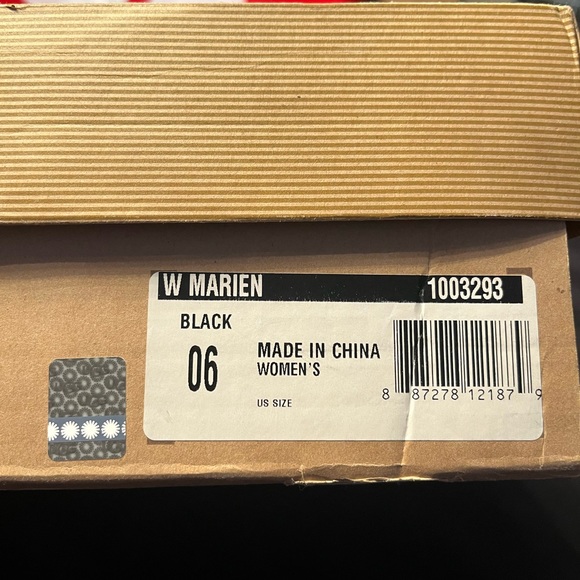 W MARIEN 1003293
BLACK
06
MADE IN CHINA
WOMEN'S
US SIZE
8 87278 12187 9